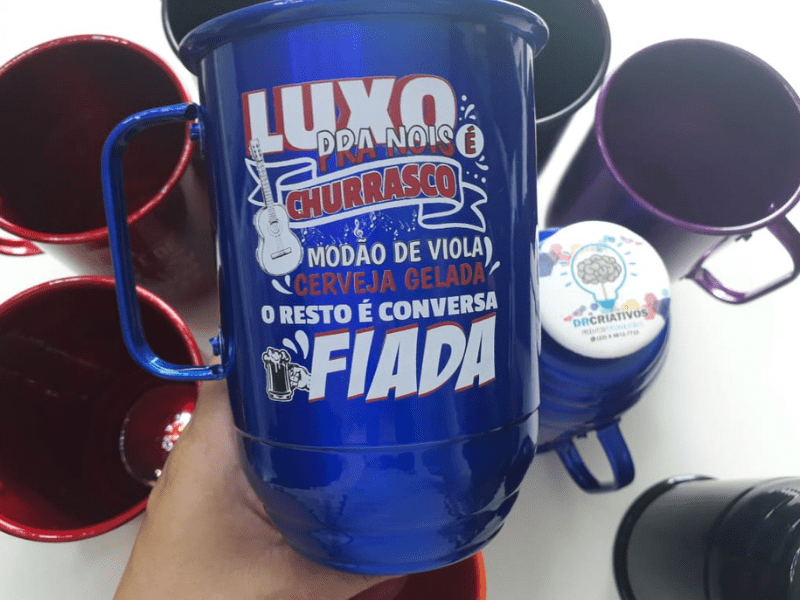 LUXO
PRA NOIS É
CHURRASCO
MODÃO DE VIOLA
CERVEJA GELADA
O RESTO É CONVERSA
FIADA
DRCRIATIVOS